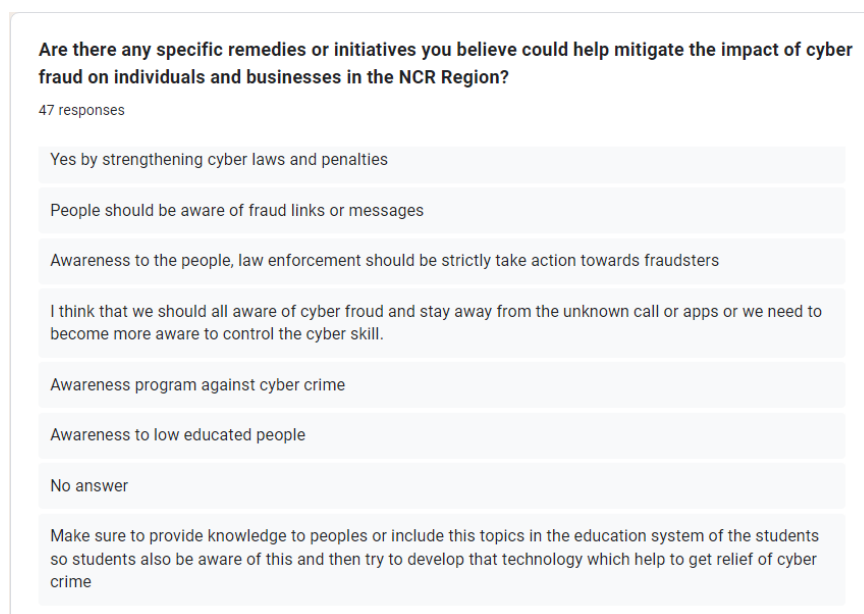 Are there any specific remedies or initiatives you believe could help mitigate the impact of cyber
fraud on individuals and businesses in the NCR Region?
47 responses
Yes by strengthening cyber laws and penalties
People should be aware of fraud links or messages
Awareness to the people, law enforcement should be strictly take action towards fraudsters
I think that we should all aware of cyber froud and stay away from the unknown call or apps or we need to
become more aware to control the cyber skill.
Awareness program against cyber crime
Awareness to low educated people
No answer
Make sure to provide knowledge to peoples or include this topics in the education system of the students
so students also be aware of this and then try to develop that technology which help to get relief of cyber
crime